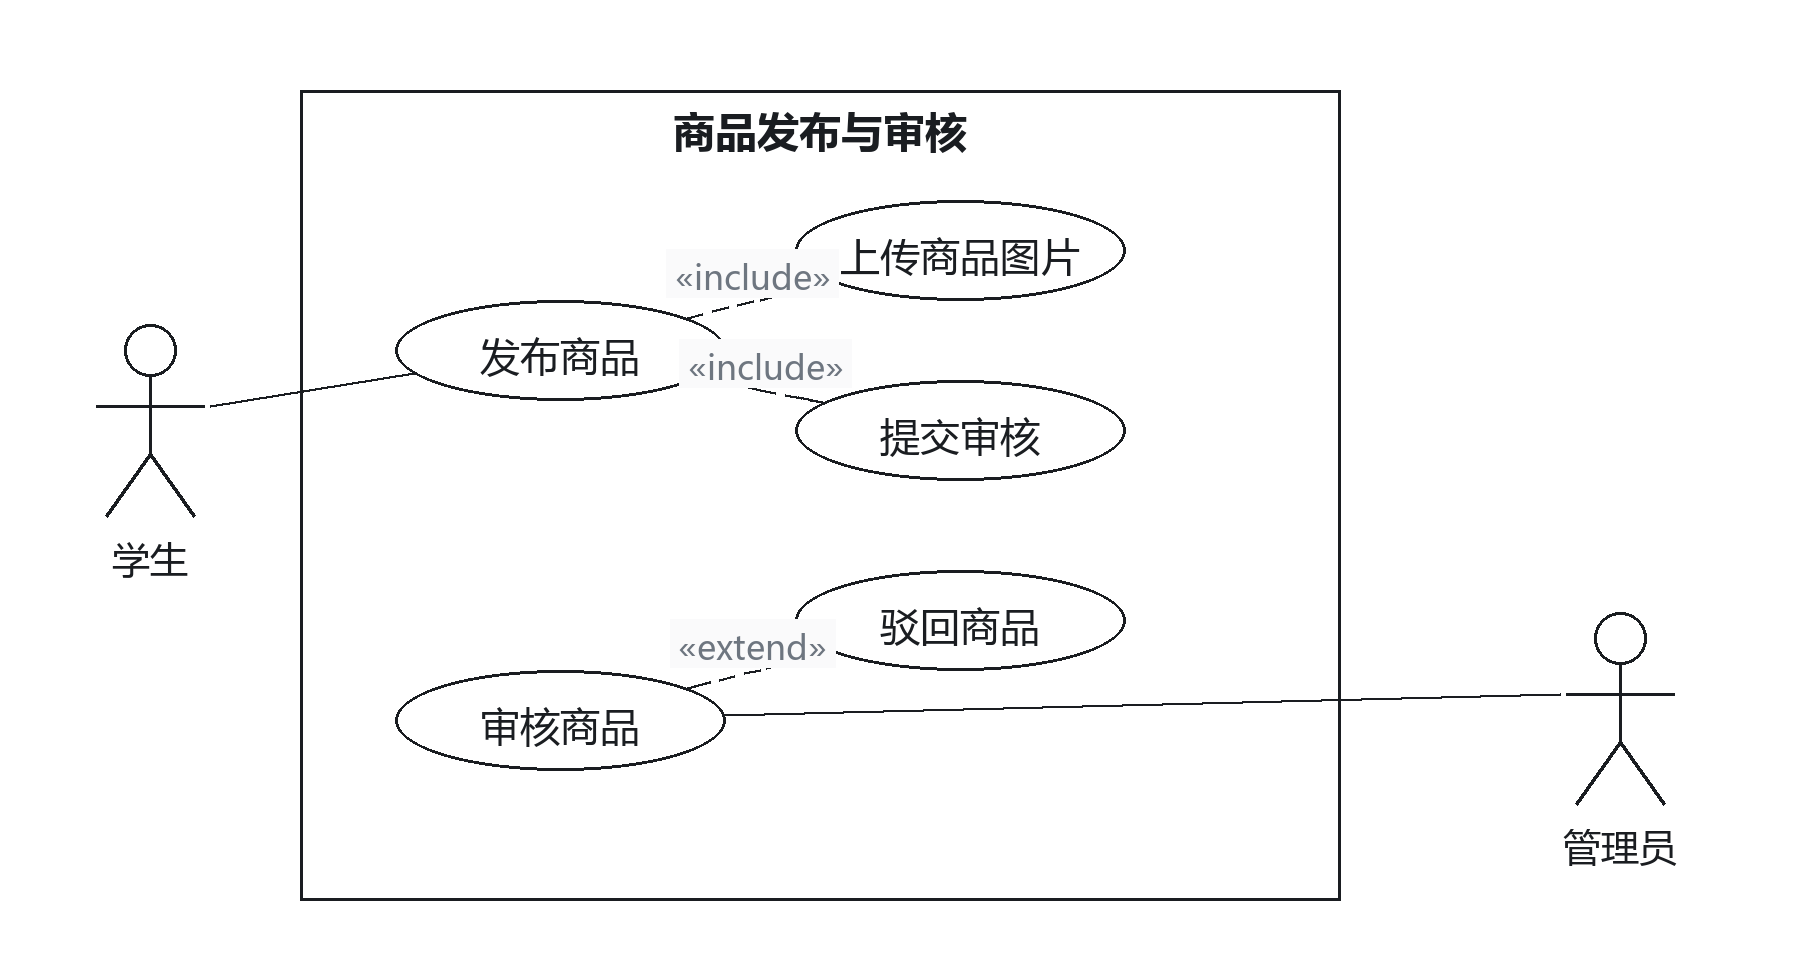 商品发布与审核
上传商品图片
«include»
发布商品
«include»
提交审核
学生
驳回商品
«extend»
审核商品
管理员